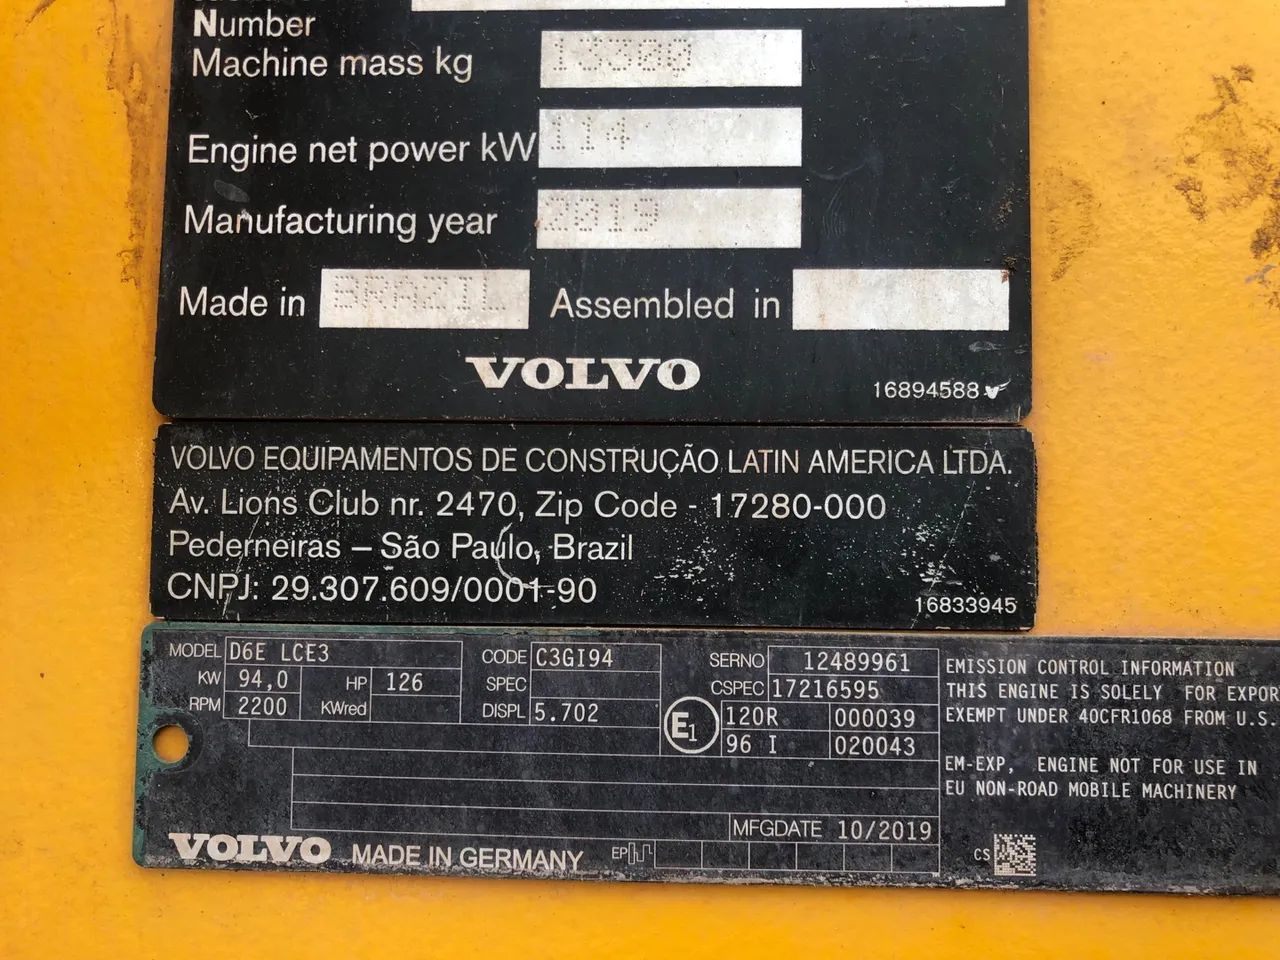 Number
Machine mass kg 13300
Engine net power kW 114
Manufacturing year 2019
Made in BRAZIL Assembled in
VOLVO
16894588
VOLVO EQUIPAMENTOS DE CONSTRUÇÃO LATIN AMERICA LTDA.
Av. Lions Club nr. 2470, Zip Code - 17280-000
Pederneiras – São Paulo, Brazil
CNPJ: 29.307.609/0001-90
16833945
MODEL D6E LCE3 CODE C3GI94 SERNO 12489961
KW 94,0 HP 126 SPEC CSPEC 17216595
RPM 2200 KWred DISPL 5.702 E1 120R 000039
96 I 020043
MFGDATE 10/2019
VOLVO MADE IN GERMANY EP
EMISSION CONTROL INFORMATION
THIS ENGINE IS SOLELY FOR EXPOR
EXEMPT UNDER 40CFR1068 FROM U.S.
EM-EXP, ENGINE NOT FOR USE IN
EU NON-ROAD MOBILE MACHINERY
CS